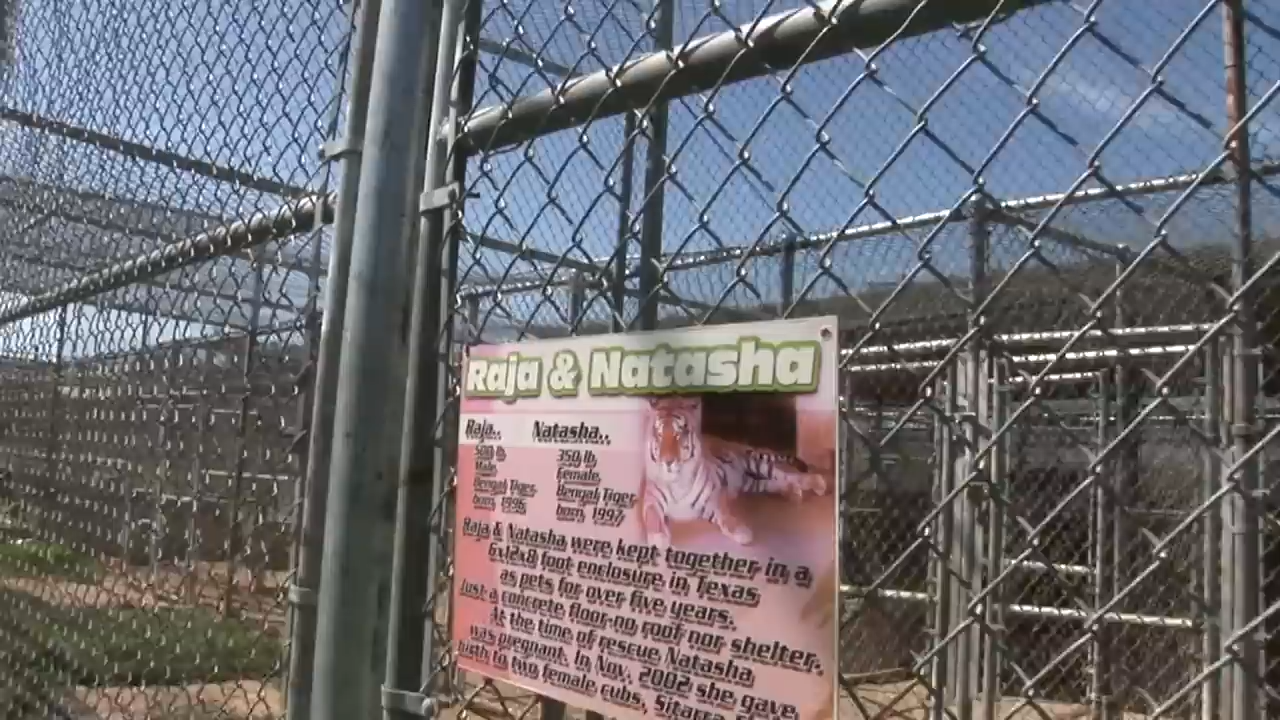 Raja & Natasha
Raja.. Natasha..
500 lb. 350 lb.
Male, Female,
Bengal Tiger Bengal Tiger
born, 1996 born, 1997
Raja & Natasha were kept together in a
6x12x8 foot enclosure in Texas
as pets for over five years.
Just a concrete floor-no roof nor shelter.
At the time of rescue Natasha
was pregnant. In Nov. 2002 she gave
birth to two female cubs, Sitarra